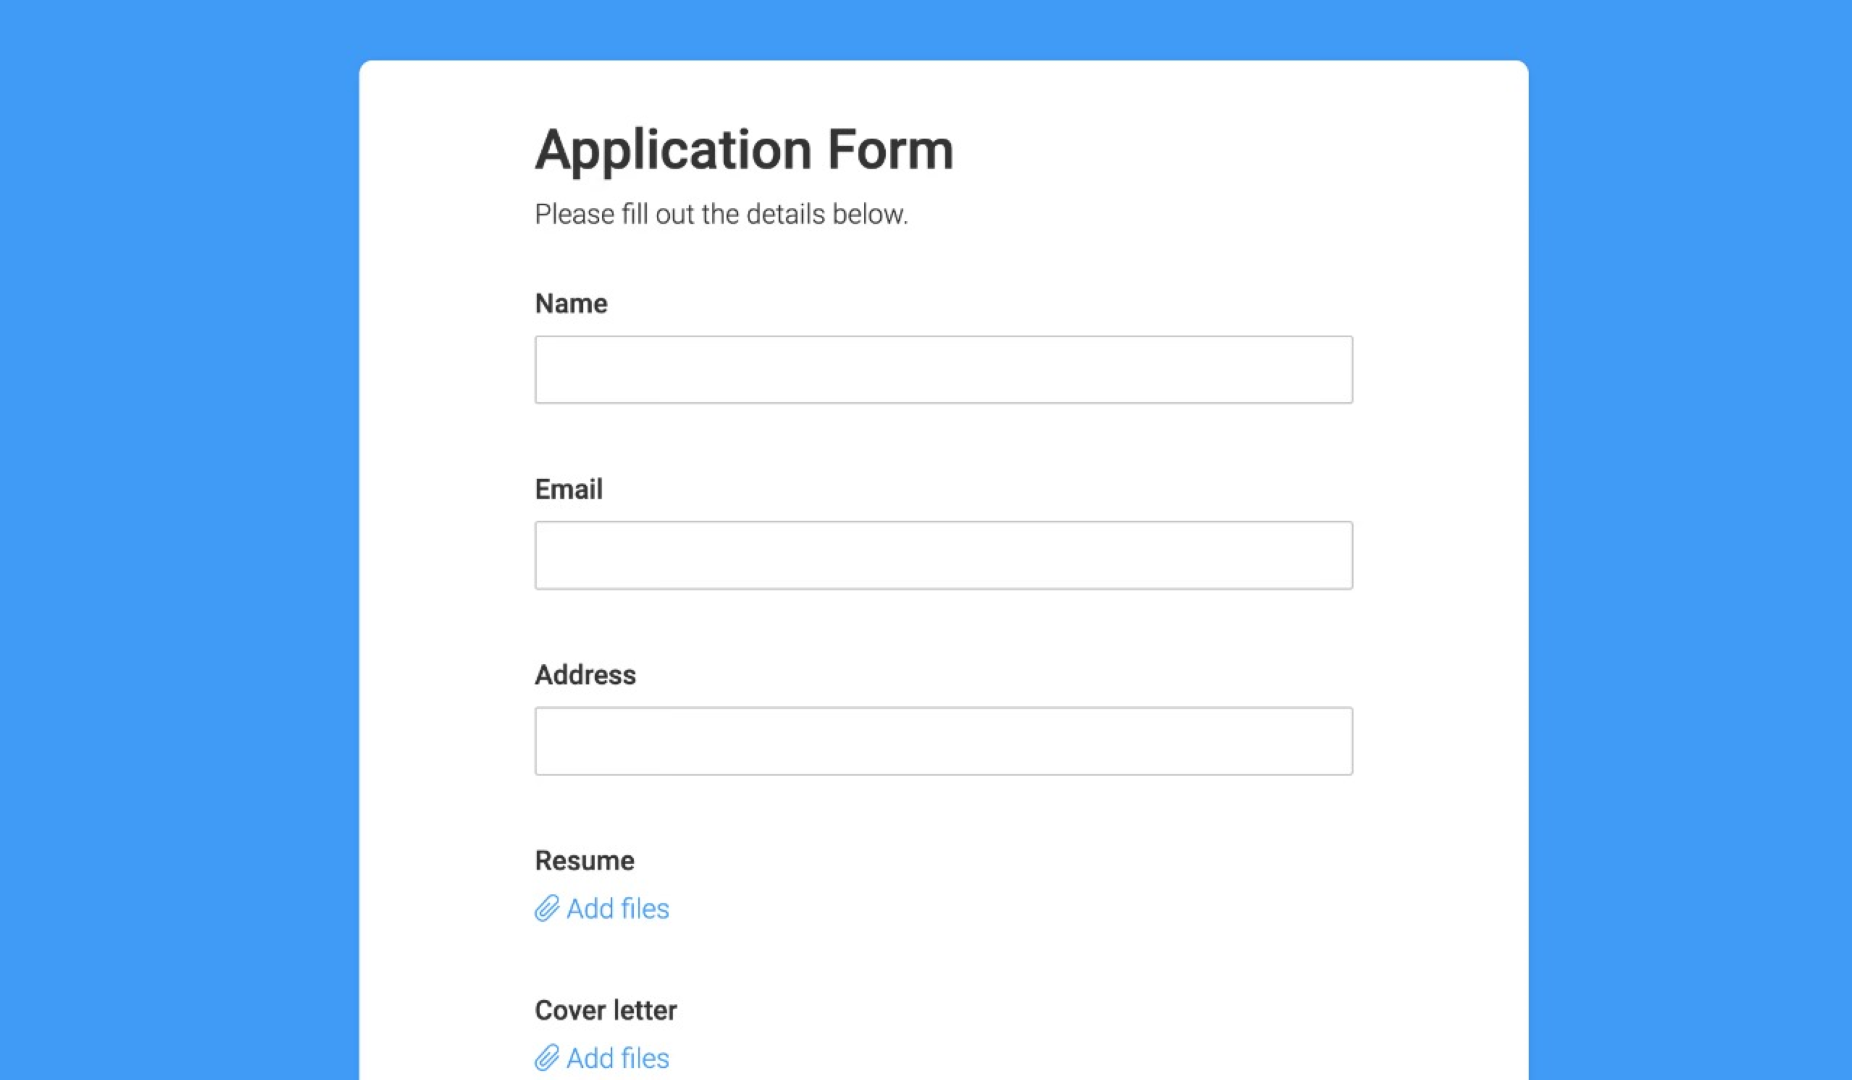 Application Form
Please fill out the details below.
Name
Email
Address
Resume
Add files
Cover letter
Add files